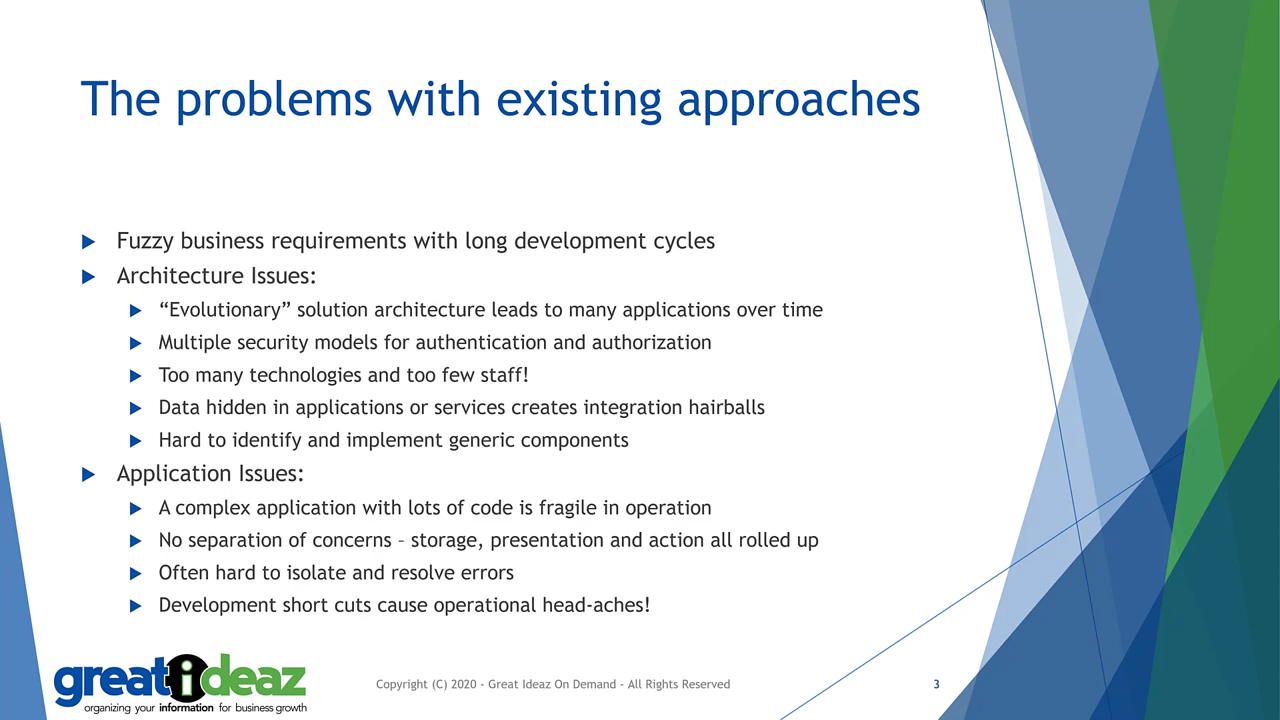 The problems with existing approaches
Fuzzy business requirements with long development cycles
Architecture Issues:
“Evolutionary” solution architecture leads to many applications over time
Multiple security models for authentication and authorization
Too many technologies and too few staff!
Data hidden in applications or services creates integration hairballs
Hard to identify and implement generic components
Application Issues:
A complex application with lots of code is fragile in operation
No separation of concerns – storage, presentation and action all rolled up
Often hard to isolate and resolve errors
Development short cuts cause operational head-aches!
greatideaz
organizing your information for business growth
Copyright (C) 2020 - Great Ideaz On Demand - All Rights Reserved
3